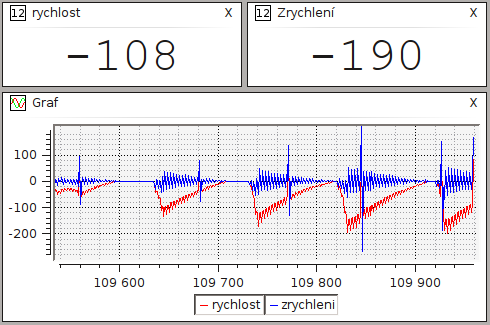 12 rychlost X
12 Zrychlení X
-108
-190
Graf X
100
0
-100
-200
109 600 109 700 109 800 109 900
rychlost zrychleni